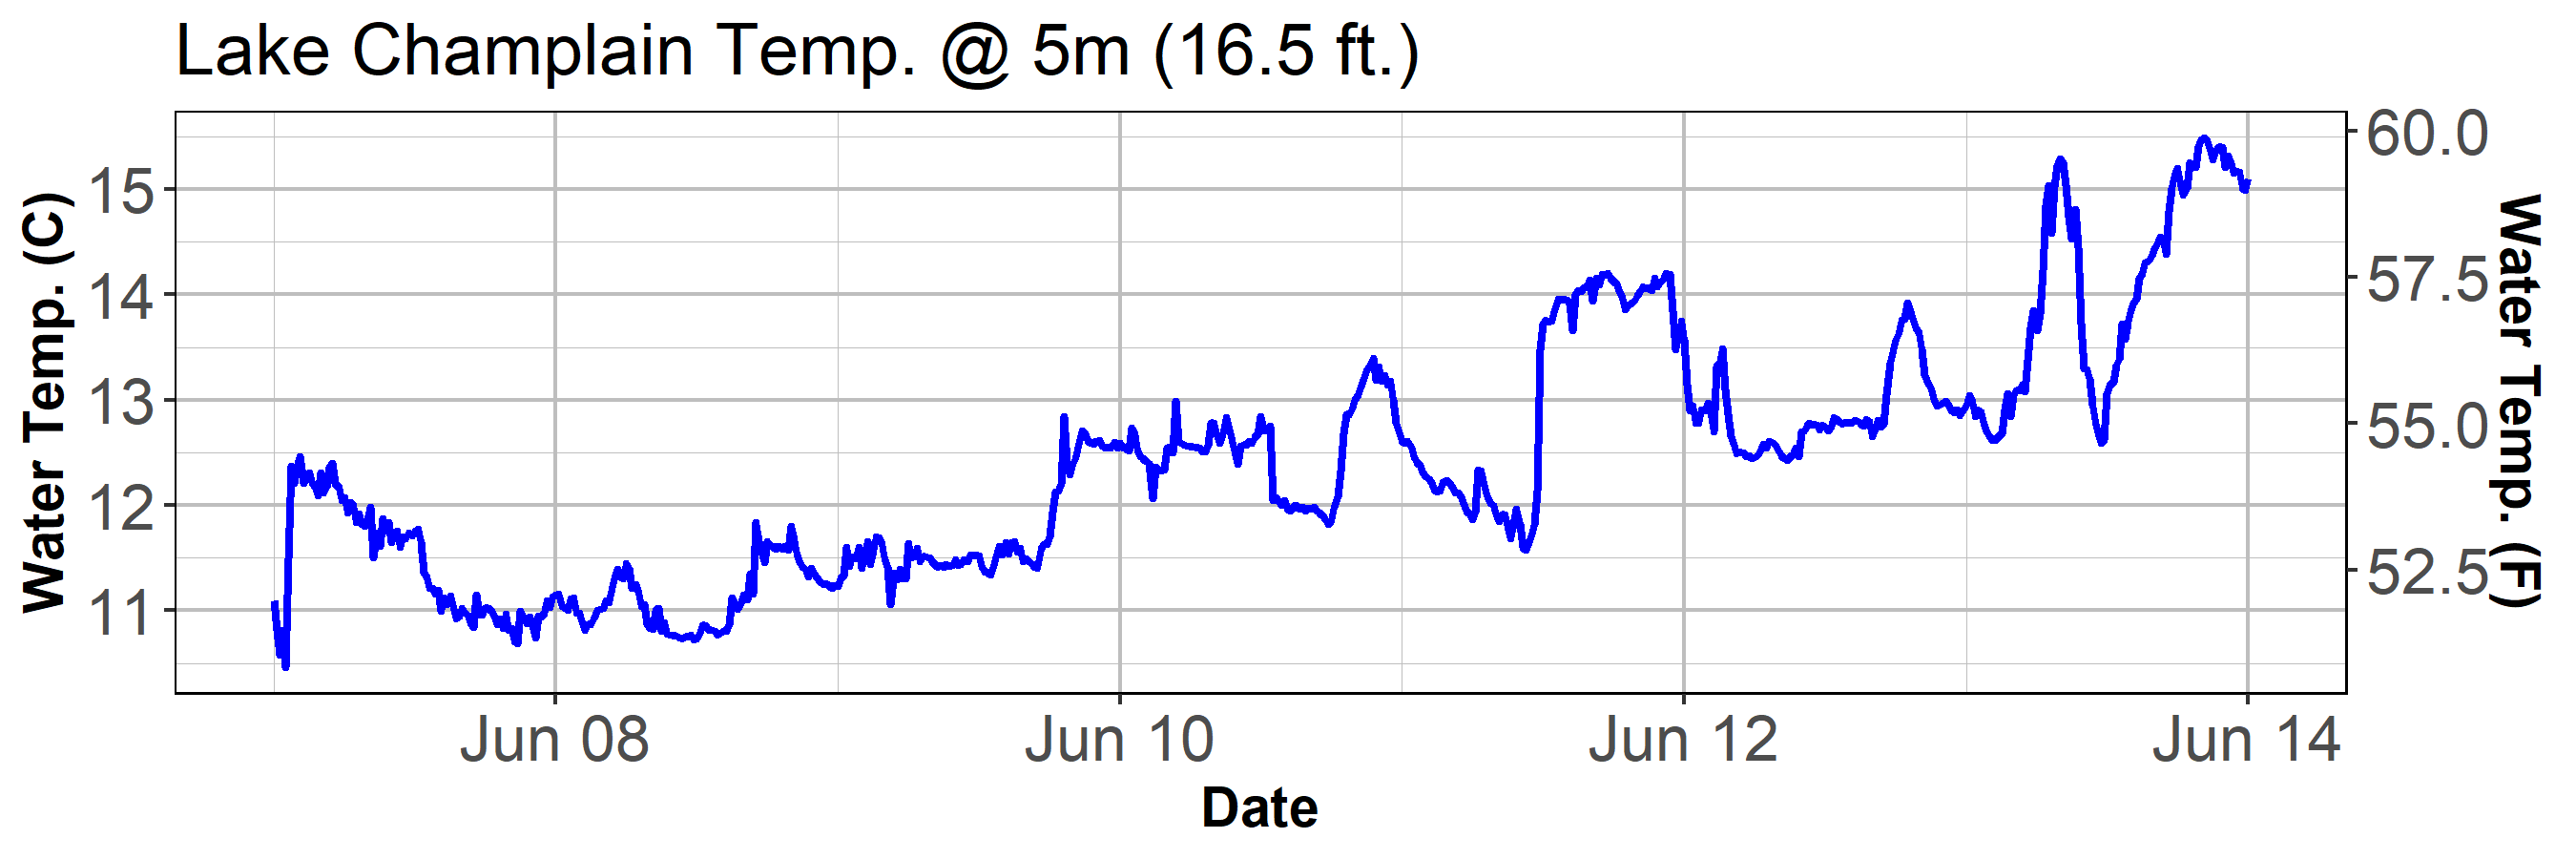 Lake Champlain Temp. @ 5m (16.5 ft.)
Water Temp. (C)
15
14
13
12
11
60.0
57.5
55.0
52.5
Water Temp. (F)
Jun 08
Jun 10
Jun 12
Jun 14
Date